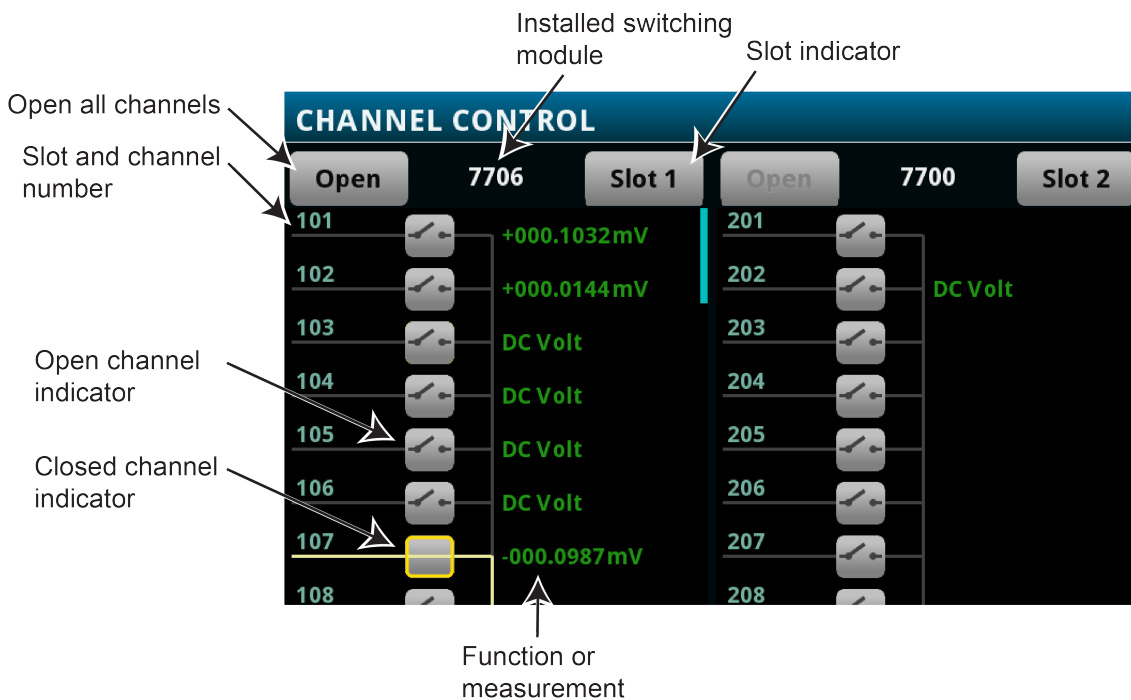 Installed switching
module
Slot indicator
Open all channels
Slot and channel
number
CHANNEL CONTROL
Open 7706 Slot 1 Open 7700 Slot 2
101 +000.1032mV 201
102 +000.0144mV 202 DC Volt
103 DC Volt 203
104 DC Volt 204
105 DC Volt 205
106 DC Volt 206
107 -000.0987mV 207
108 208
Open channel
indicator
Closed channel
indicator
Function or
measurement